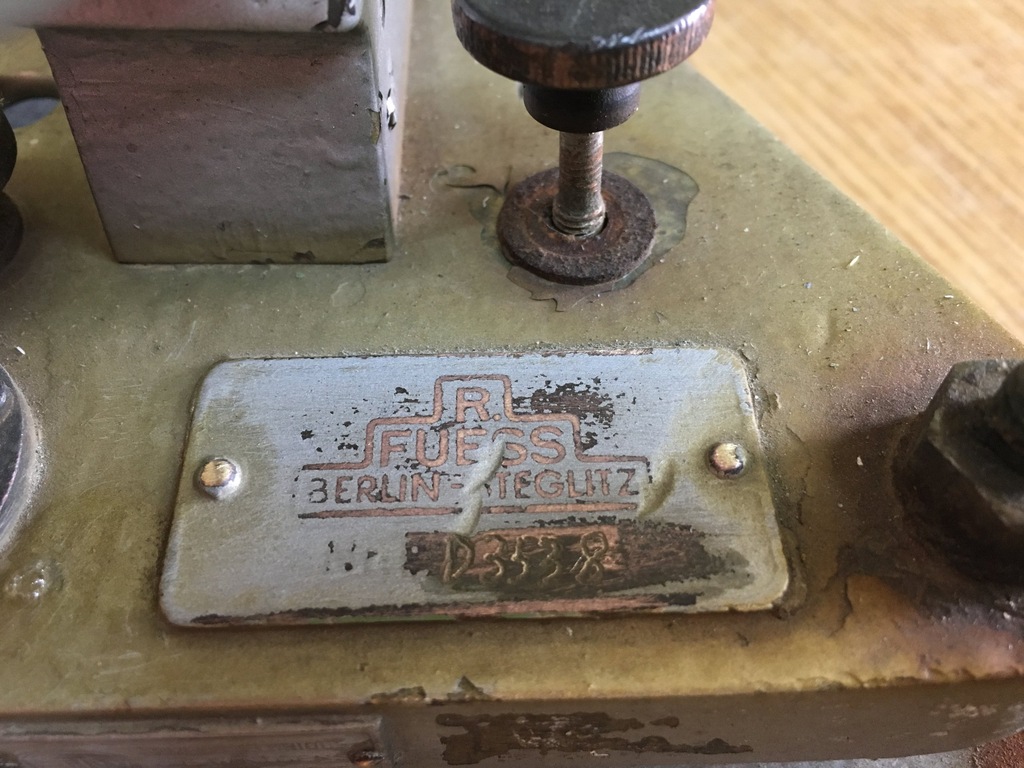 R.
FUESS
BERLIN-STEGLITZ
D3538